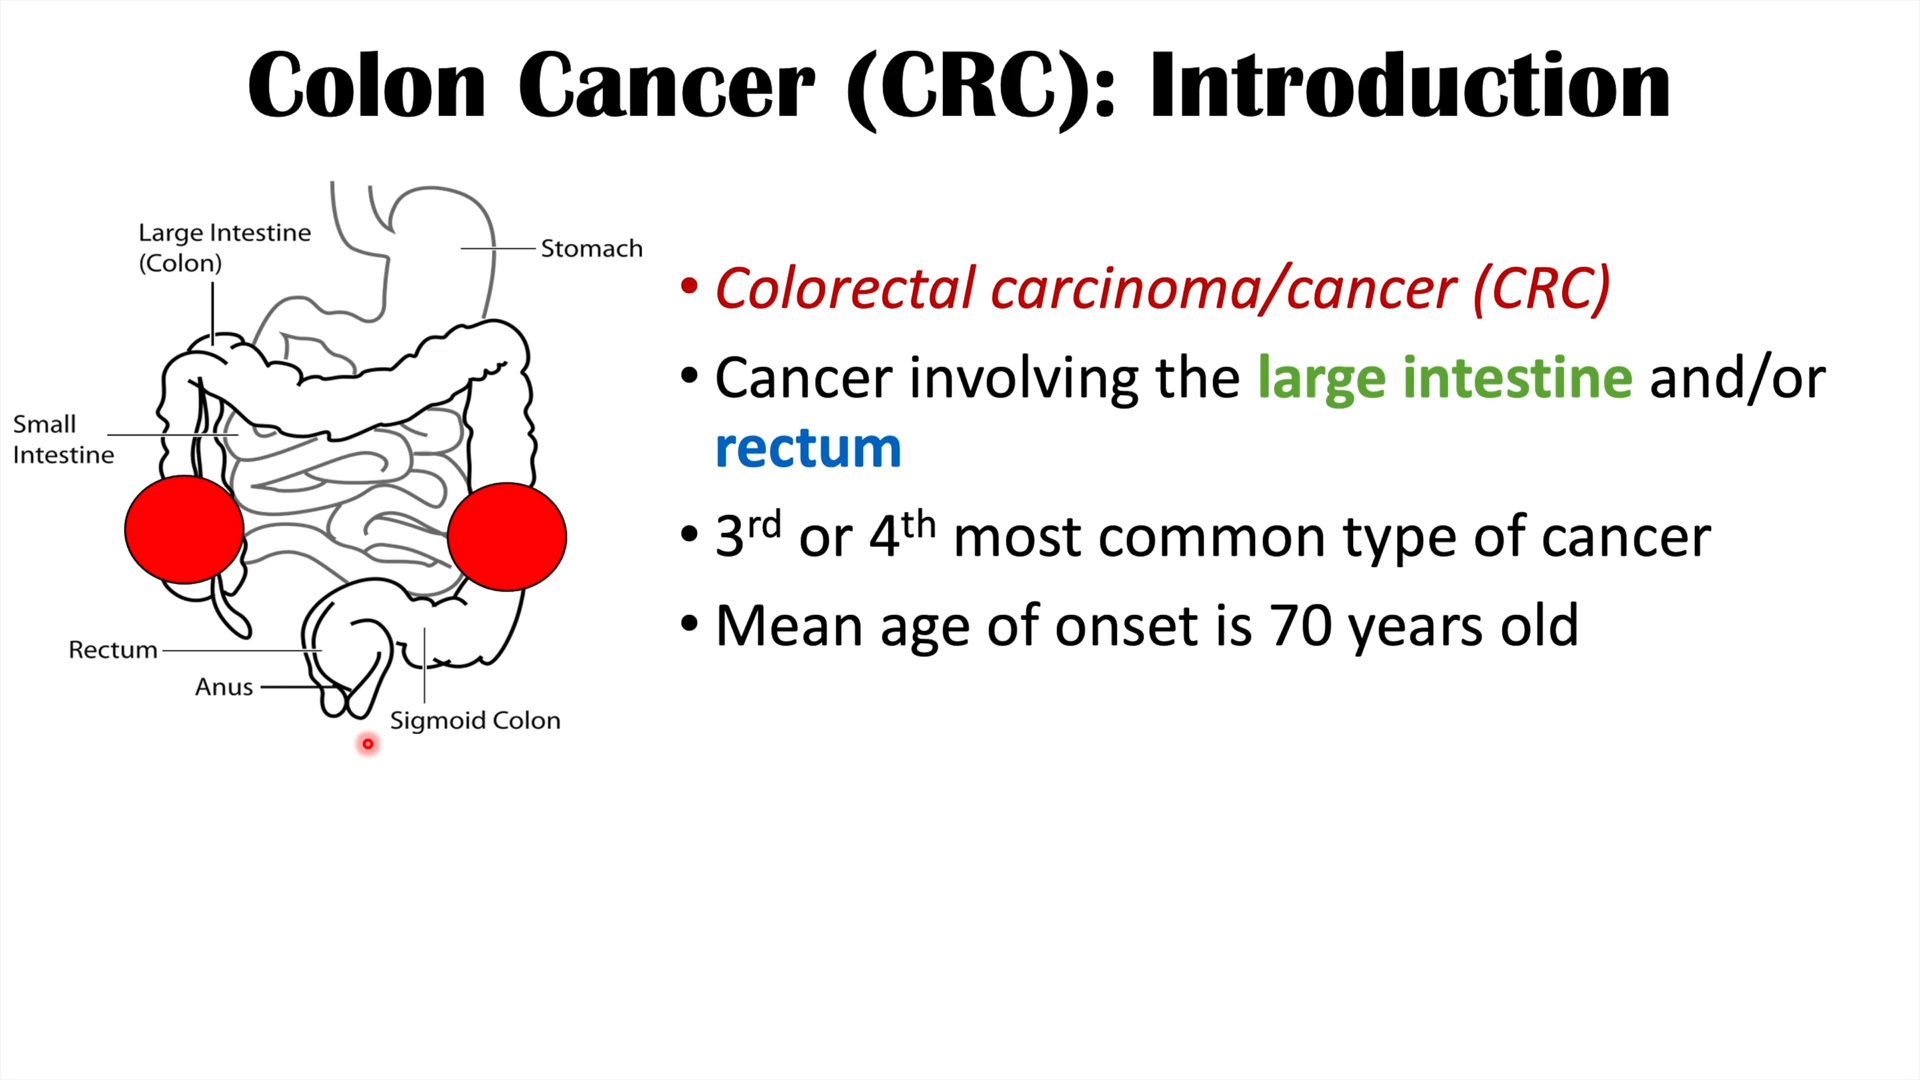 Colon Cancer (CRC): Introduction
Large Intestine
(Colon)
Stomach
Small
Intestine
Rectum
Anus
Sigmoid Colon
• Colorectal carcinoma/cancer (CRC)
• Cancer involving the large intestine and/or
rectum
• 3rd or 4th most common type of cancer
• Mean age of onset is 70 years old